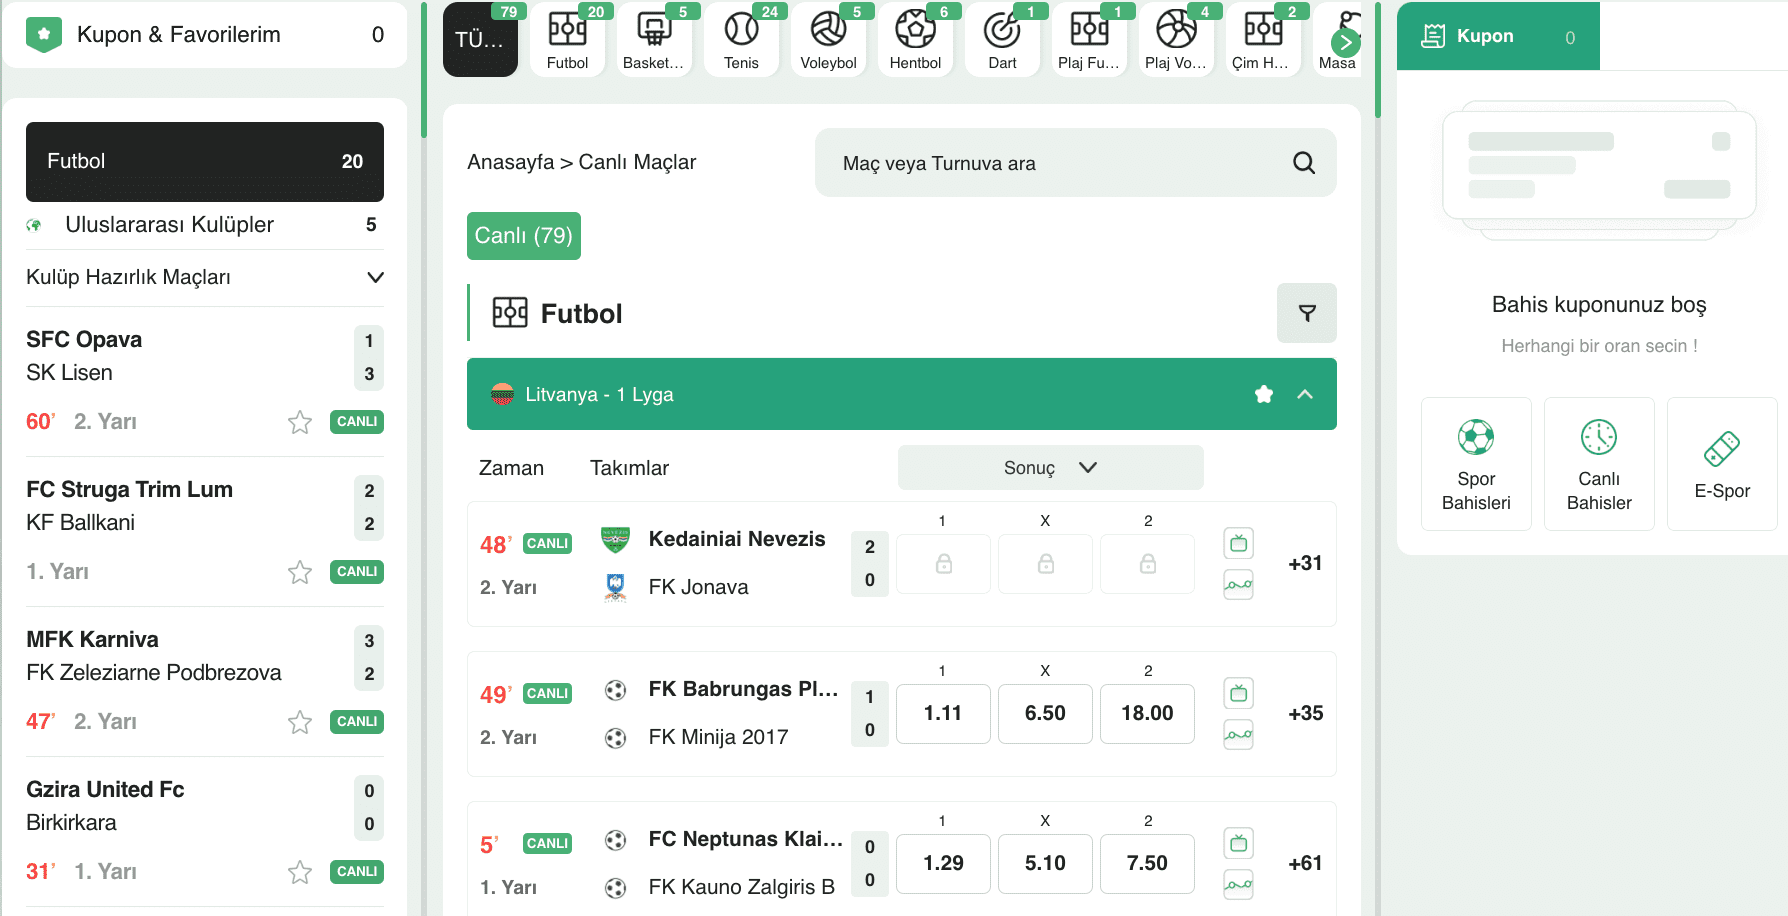 Kupon & Favorilerim 0
Futbol 20
Uluslararası Kulüpler 5
Kulüp Hazırlık Maçları
SFC Opava 1
SK Lisen 3
60' 2. Yarı CANLI
FC Struga Trim Lum 2
KF Ballkani 2
1. Yarı CANLI
MFK Karniva 3
FK Zeleziarne Podbrezova 2
47' 2. Yarı CANLI
Gzira United Fc 0
Birkirkara 0
31' 1. Yarı CANLI
79 20 5 24 5 6 1 1 4 2
TÜ... Futbol Basket... Tenis Voleybol Hentbol Dart Plaj Fu... Plaj Vo... Çim H... Masa
Anasayfa > Canlı Maçlar
Maç veya Turnuva ara
Canlı (79)
Futbol
Litvanya - 1 Lyga
Zaman Takımlar Sonuç
1 X 2
48' CANLI Kedainiai Nevezis 2
2. Yarı FK Jonava 0
+31
1 X 2
49' CANLI FK Babrungas Pl... 1
2. Yarı FK Minija 2017 0
1.11 6.50 18.00 +35
1 X 2
5' CANLI FC Neptunas Klai... 0
1. Yarı FK Kauno Zalgiris B 0
1.29 5.10 7.50 +61
Kupon 0
Bahis kuponunuz boş
Herhangi bir oran secin !
Spor Bahisleri
Canlı Bahisler
E-Spor
NEVEZIS